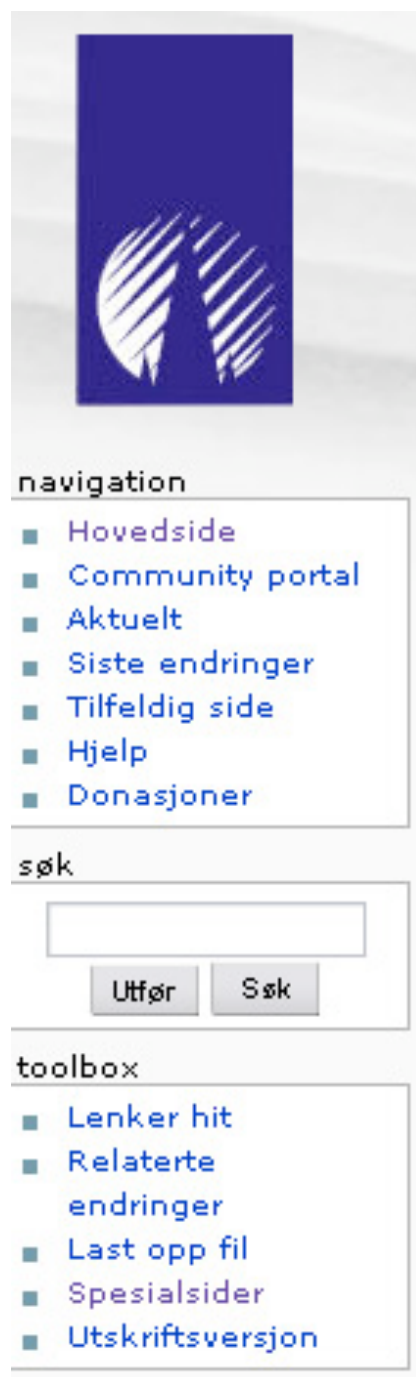 navigation
Hovedside
Community portal
Aktuelt
Siste endringer
Tilfeldig side
Hjelp
Donasjoner
søk
Utfør Søk
toolbox
Lenker hit
Relaterte
endringer
Last opp fil
Spesialsider
Utskriftsversjon